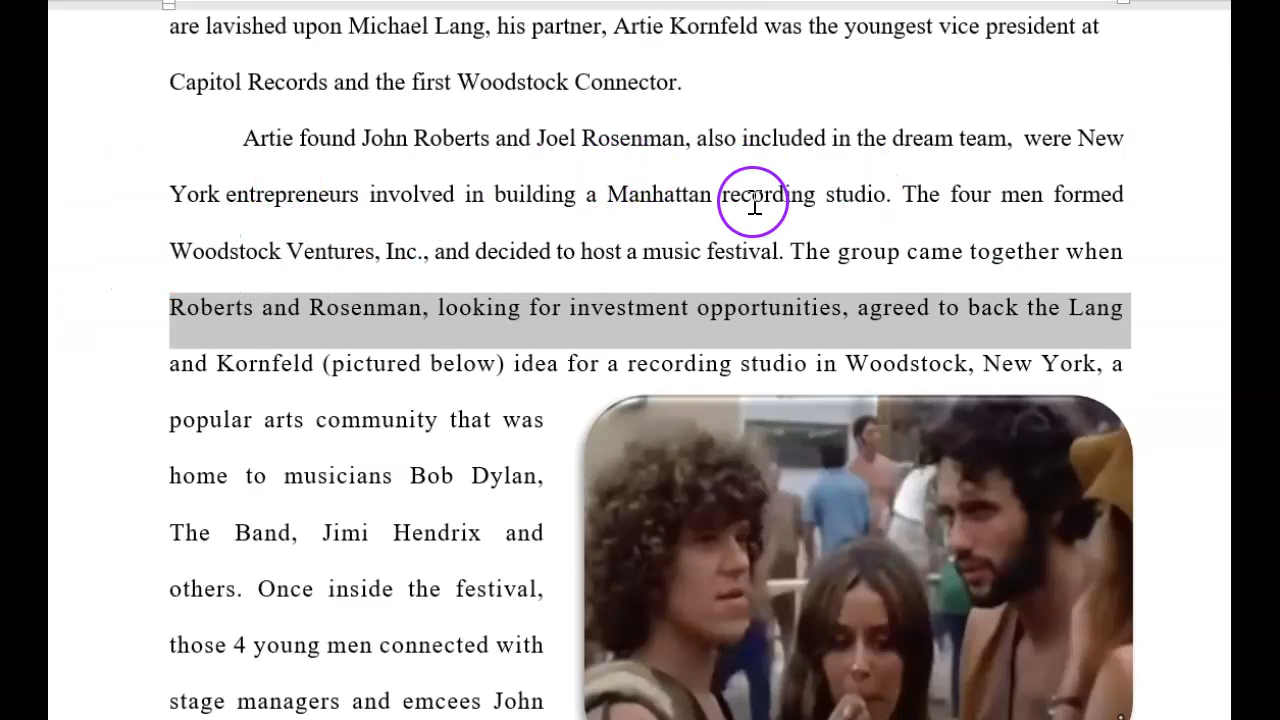 are lavished upon Michael Lang, his partner, Artie Kornfeld was the youngest vice president at
Capitol Records and the first Woodstock Connector.
Artie found John Roberts and Joel Rosenman, also included in the dream team,  were New
York entrepreneurs involved in building a Manhattan recording studio. The four men formed
Woodstock Ventures, Inc., and decided to host a music festival. The group came together when
Roberts and Rosenman, looking for investment opportunities, agreed to back the Lang
and Kornfeld (pictured below) idea for a recording studio in Woodstock, New York, a
popular arts community that was
home to musicians Bob Dylan,
The Band, Jimi Hendrix and
others. Once inside the festival,
those 4 young men connected with
stage managers and emcees John